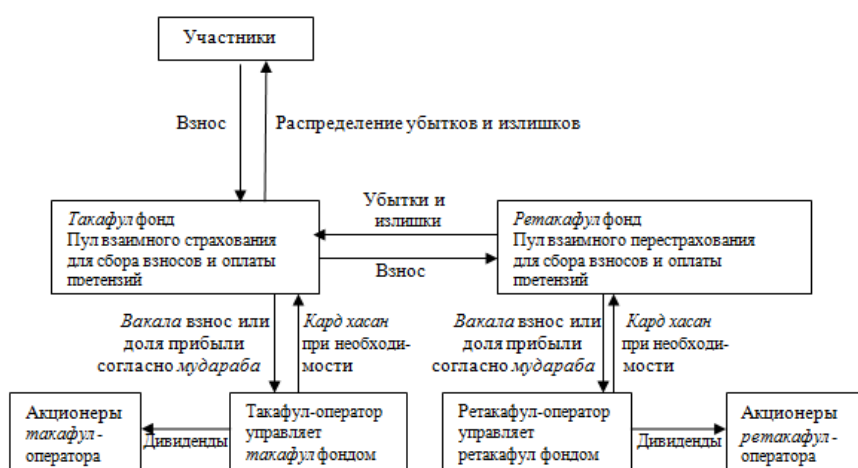 Участники
Взнос
Распределение убытков и излишков
Такафул фонд
Пул взаимного страхования
для сбора взносов и оплаты
претензий
Убытки и
излишки
Взнос
Ретакафул фонд
Пул взаимного перестрахования
для сбора взносов и оплаты
претензий
Вакала взнос или
доля прибыли
согласно мудараба
Кард хасан
при необходи-
мости
Вакала взнос или
доля прибыли
согласно мудараба
Кард хасан
при необходи-
мости
Акционеры
такафул-
оператора
Дивиденды
Такафул-оператор
управляет
такафул фондом
Ретакафул-оператор
управляет
ретакафул фондом
Дивиденды
Акционеры
ретакафул-
оператора